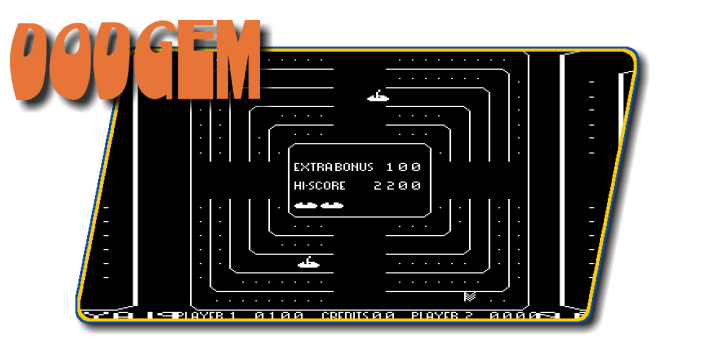 DODGEM
EXTRA BONUS 100
HI-SCORE 2200
PLAYER 1 0100 CREDITS 00 PLAYER 2 0000